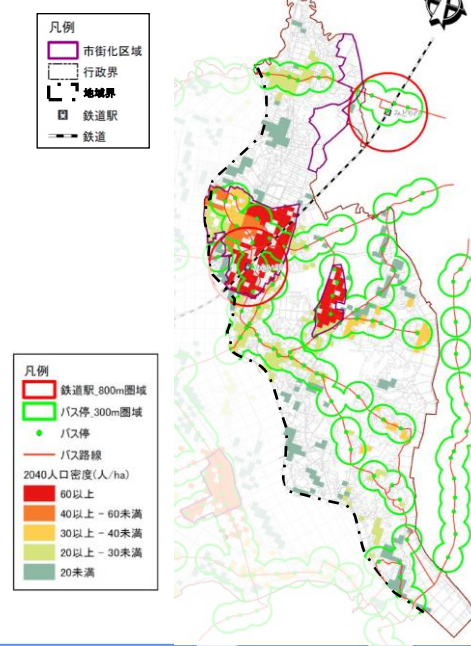 凡例
市街化区域
行政界
地域界
鉄道駅
鉄道
凡例
鉄道駅_800m圏域
バス停_300m圏域
バス停
バス路線
2040人口密度(人/ha)
60以上
40以上 - 60未満
30以上 - 40未満
20以上 - 30未満
20未満